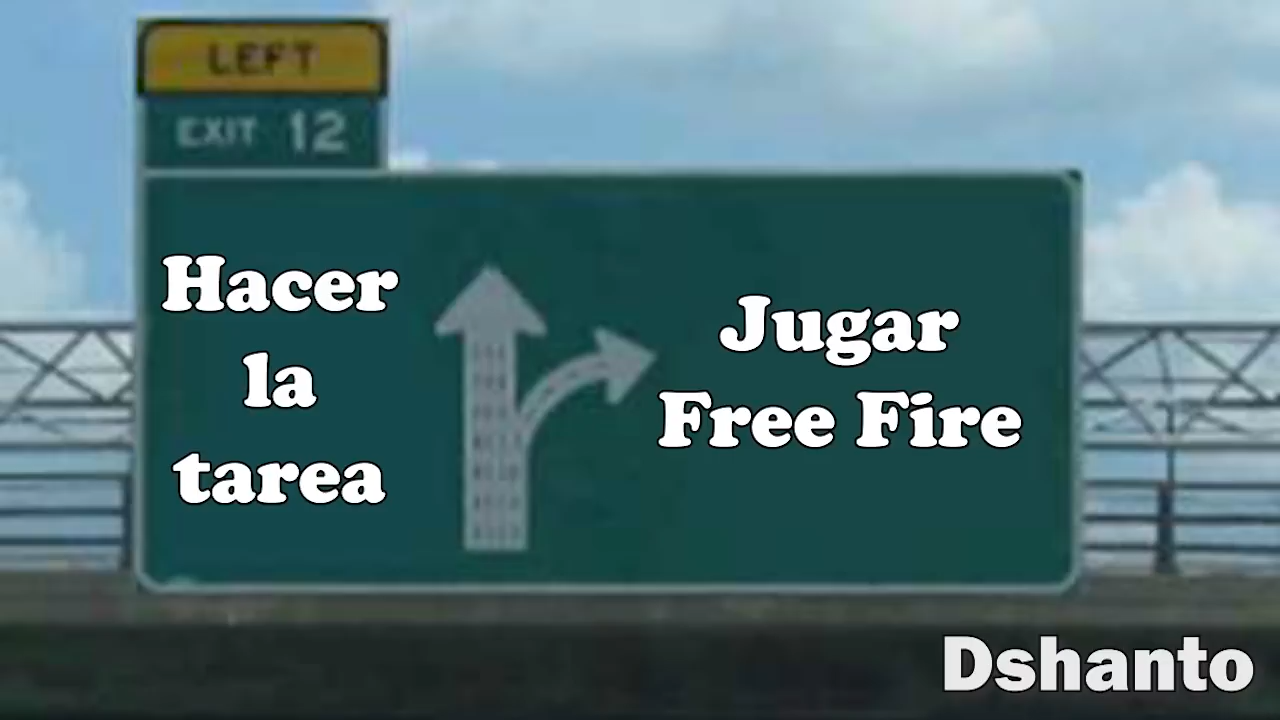 LEFT
EXIT 12
Hacer
la
tarea
Jugar
Free Fire
Dshanto